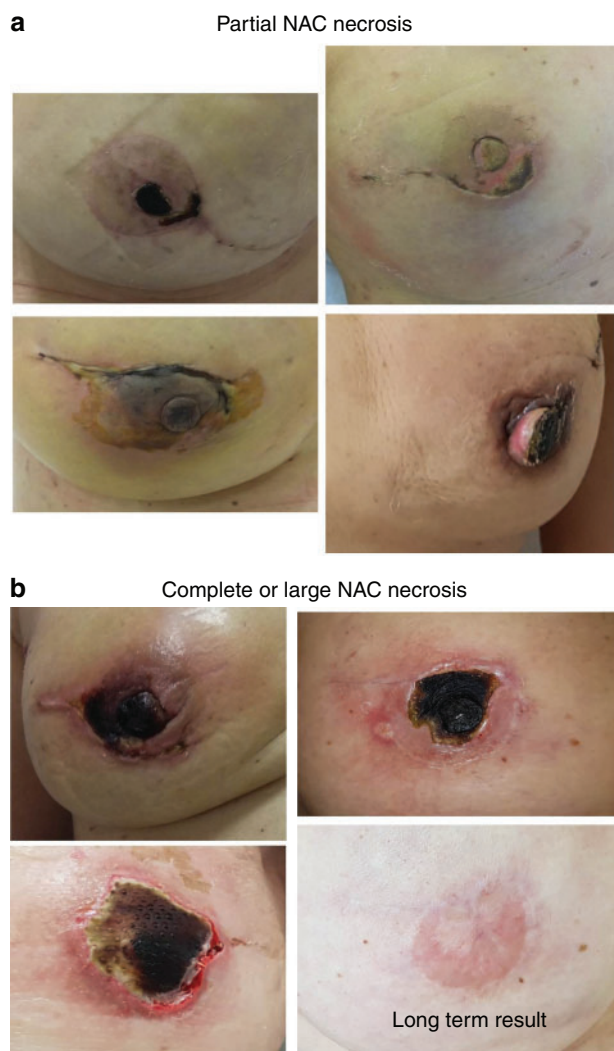 a
Partial NAC necrosis
b
Complete or large NAC necrosis
Long term result